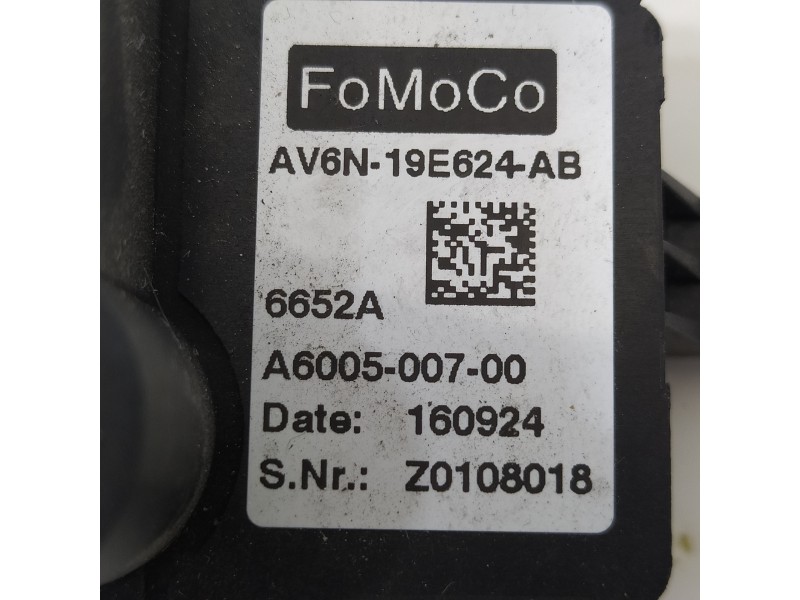 FoMoCo
AV6N-19E624-AB
6652A
A6005-007-00
Date: 160924
S.Nr.: Z0108018